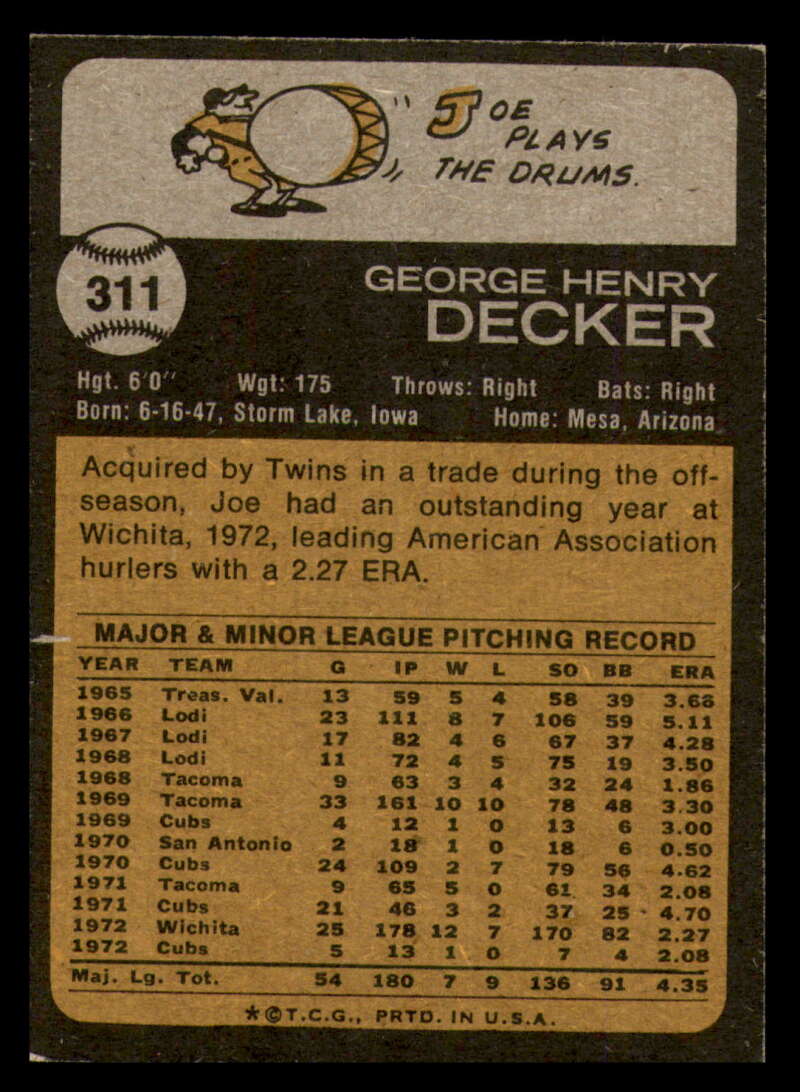 JOE
PLAYS
THE DRUMS.
311
GEORGE HENRY
DECKER
Hgt. 6'0" Wgt: 175 Throws: Right Bats: Right
Born: 6-16-47, Storm Lake, Iowa Home: Mesa, Arizona
Acquired by Twins in a trade during the off-
season, Joe had an outstanding year at
Wichita, 1972, leading American Association
hurlers with a 2.27 ERA.
MAJOR & MINOR LEAGUE PITCHING RECORD
YEAR TEAM G IP W L SO BB ERA
1965 Treas. Val. 13 59 5 4 58 39 3.66
1966 Lodi 23 111 8 7 106 59 5.11
1967 Lodi 17 82 4 6 67 37 4.28
1968 Lodi 11 72 4 5 75 19 3.50
1968 Tacoma 9 63 3 4 32 24 1.86
1969 Tacoma 33 161 10 10 78 48 3.30
1969 Cubs 4 12 1 0 13 6 3.00
1970 San Antonio 2 18 1 0 18 6 0.50
1970 Cubs 24 109 2 7 79 56 4.62
1971 Tacoma 9 65 5 0 61 34 2.08
1971 Cubs 21 46 3 2 37 25 4.70
1972 Wichita 25 178 12 7 170 82 2.27
1972 Cubs 5 13 1 0 7 4 2.08
Maj. Lg. Tot. 54 180 7 9 136 91 4.35
*©T.C.G., PRTD. IN U.S.A.